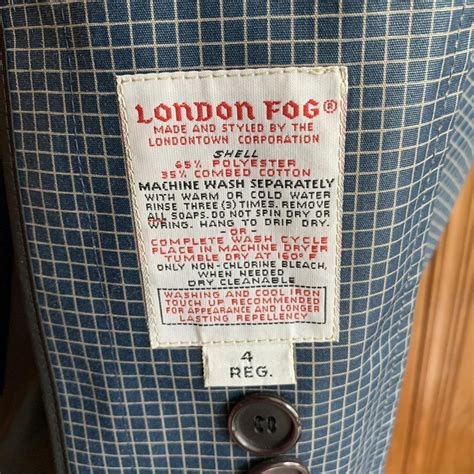 LONDON FOG®
MADE AND STYLED BY THE
LONDONTOWN CORPORATION
SHELL
65% POLYESTER
35% COMBED COTTON
MACHINE WASH SEPARATELY
WITH WARM OR COLD WATER
RINSE THREE (3) TIMES. REMOVE
ALL SOAPS. DO NOT SPIN DRY OR
WRING. HANG TO DRIP DRY.
-OR-
COMPLETE WASH CYCLE
PLACE IN MACHINE DRYER
TUMBLE DRY AT 160° F
ONLY NON-CHLORINE BLEACH,
WHEN NEEDED
DRY CLEANABLE
WASHING AND COOL IRON
TOUCH UP RECOMMENDED
FOR APPEARANCE AND LONGER
LASTING REPELLENCY.
4
REG.